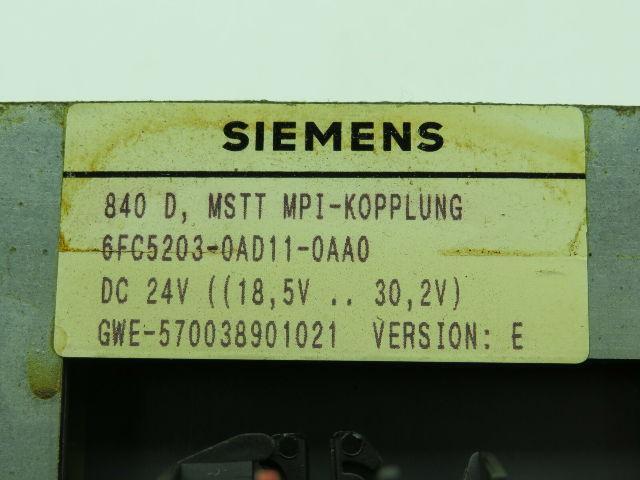 SIEMENS
840 D, MSTT MPI-KOPPLUNG
6FC5203-0AD11-0AA0
DC 24V ((18,5V .. 30,2V)
GWE-570038901021 VERSION: E